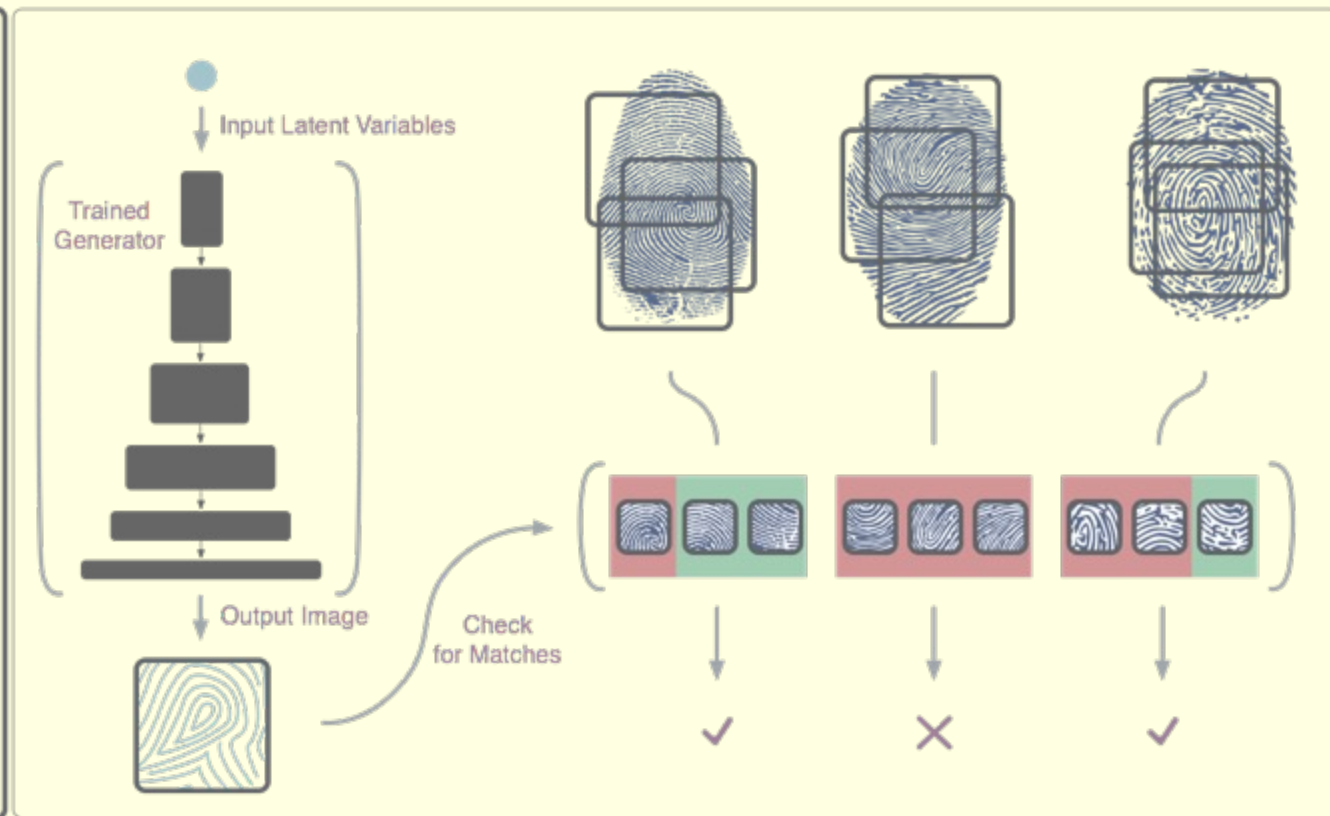 Input Latent Variables
Trained
Generator
Output Image
Check
for Matches